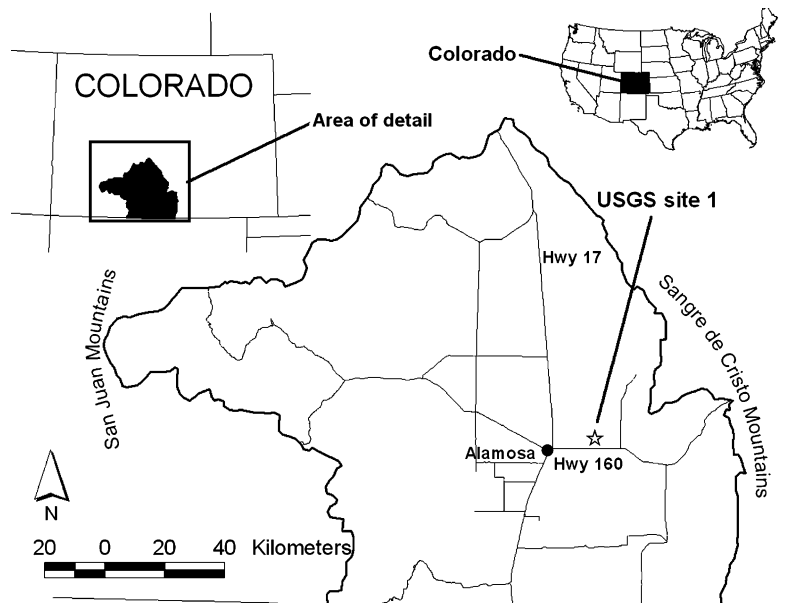 COLORADO
Colorado
Area of detail
USGS site 1
Hwy 17
San Juan Mountains
Sangre de Cristo Mountains
Alamosa
Hwy 160
N
20 0 20 40 Kilometers